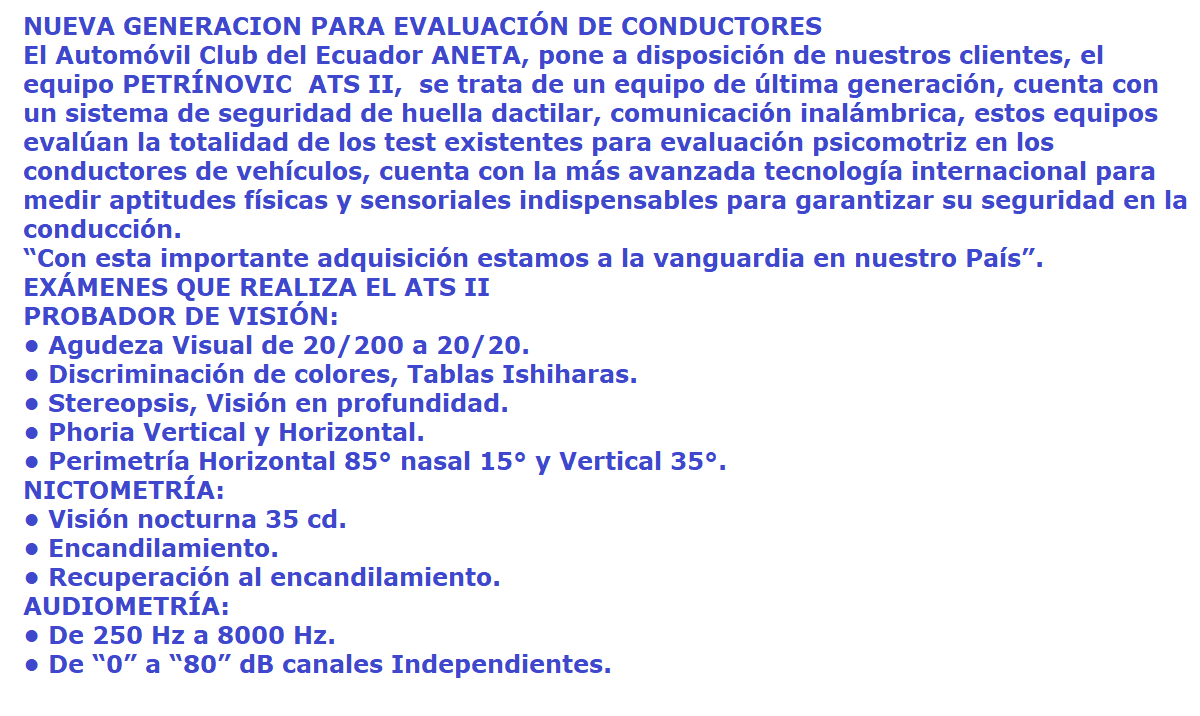 NUEVA GENERACION PARA EVALUACIÓN DE CONDUCTORES
El Automóvil Club del Ecuador ANETA, pone a disposición de nuestros clientes, el
equipo PETRÍNOVIC  ATS II,  se trata de un equipo de última generación, cuenta con
un sistema de seguridad de huella dactilar, comunicación inalámbrica, estos equipos
evalúan la totalidad de los test existentes para evaluación psicomotriz en los
conductores de vehículos, cuenta con la más avanzada tecnología internacional para
medir aptitudes físicas y sensoriales indispensables para garantizar su seguridad en la
conducción.
“Con esta importante adquisición estamos a la vanguardia en nuestro País”.
EXÁMENES QUE REALIZA EL ATS II
PROBADOR DE VISIÓN:
● Agudeza Visual de 20/200 a 20/20.
● Discriminación de colores, Tablas Ishiharas.
● Stereopsis, Visión en profundidad.
● Phoria Vertical y Horizontal.
● Perimetría Horizontal 85° nasal 15° y Vertical 35°.
NICTOMETRÍA:
● Visión nocturna 35 cd.
● Encandilamiento.
● Recuperación al encandilamiento.
AUDIOMETRÍA:
● De 250 Hz a 8000 Hz.
● De “0” a “80” dB canales Independientes.